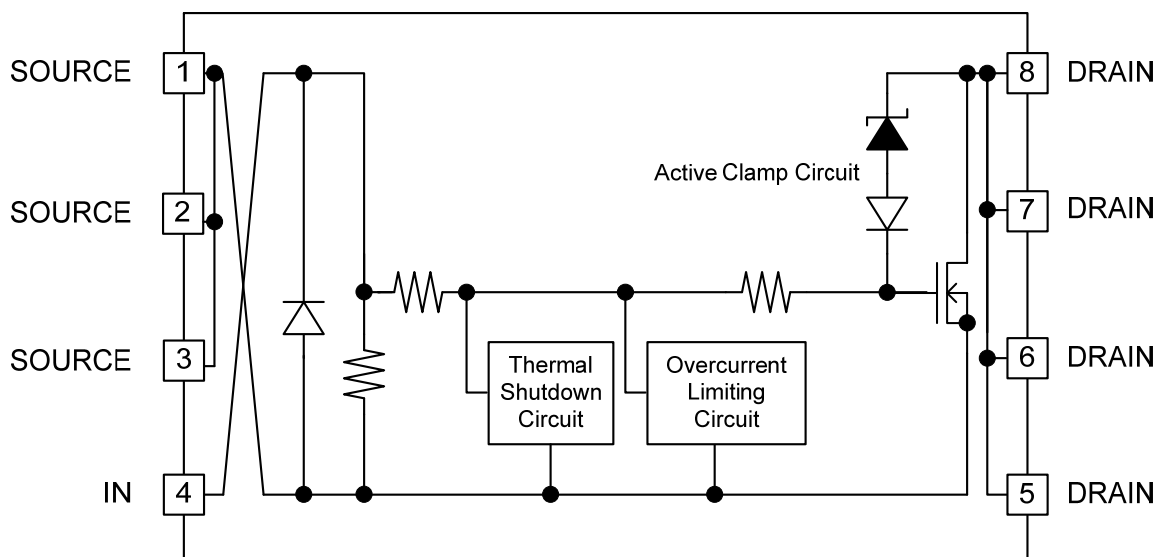 SOURCE 1 8 DRAIN
Active Clamp Circuit
SOURCE 2 7 DRAIN
SOURCE 3 6 DRAIN
Thermal
Shutdown
Circuit
Overcurrent
Limiting
Circuit
IN 4 5 DRAIN